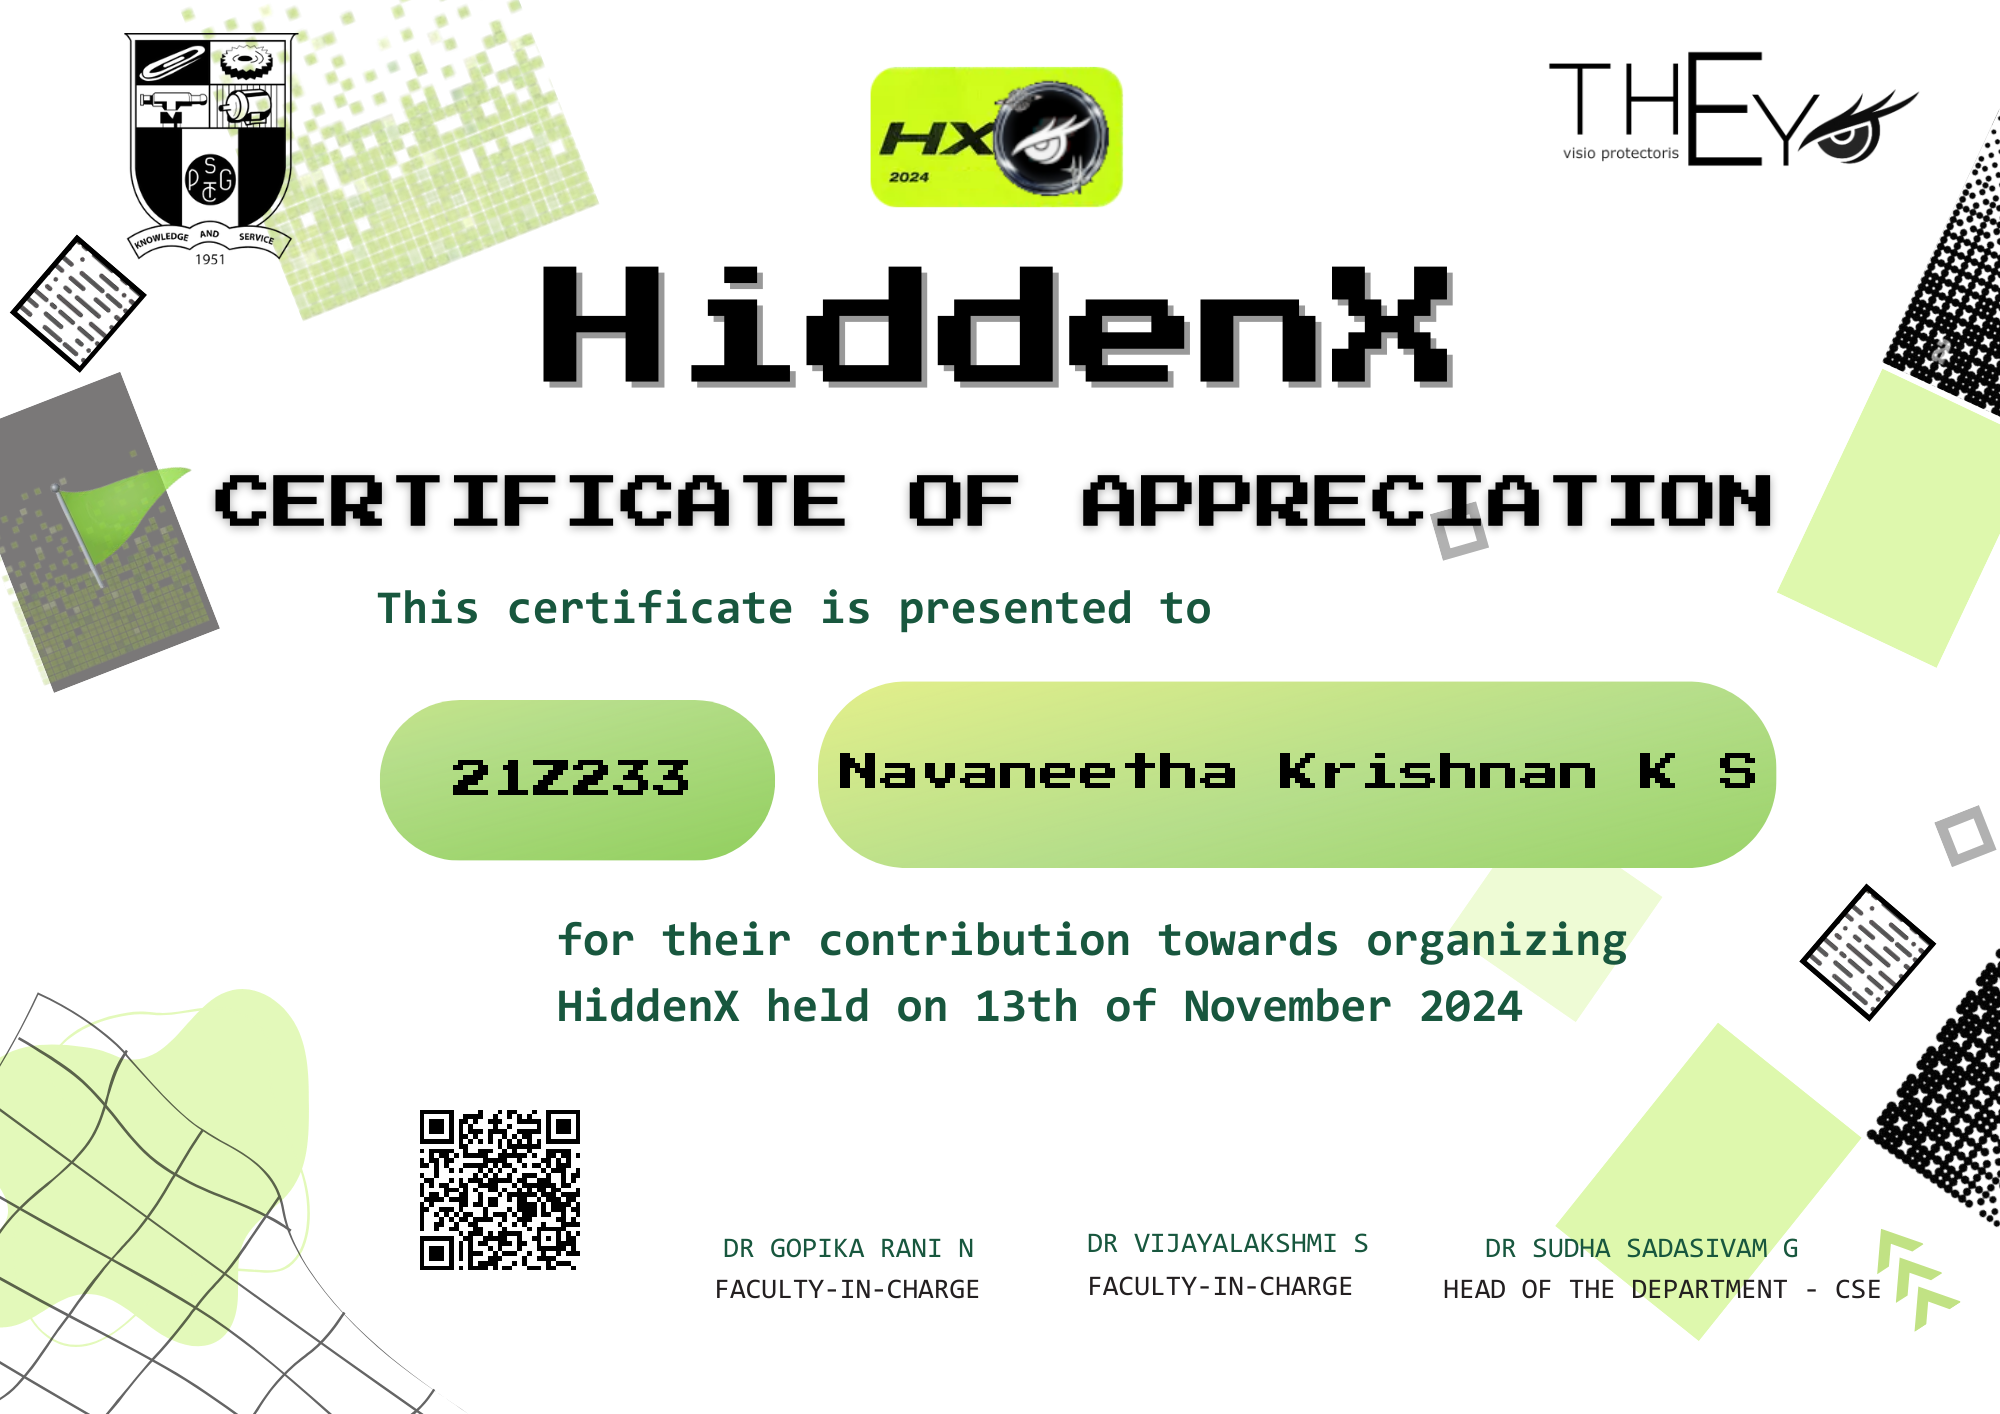 KNOWLEDGE AND SERVICE
1951
HX
2024
THEY
visio protectoris
HiddenX
CERTIFICATE OF APPRECIATION
This certificate is presented to
21Z233
Navaneetha Krishnan K S
for their contribution towards organizing
HiddenX held on 13th of November 2024
DR GOPIKA RANI N
FACULTY-IN-CHARGE
DR VIJAYALAKSHMI S
FACULTY-IN-CHARGE
DR SUDHA SADASIVAM G
HEAD OF THE DEPARTMENT - CSE